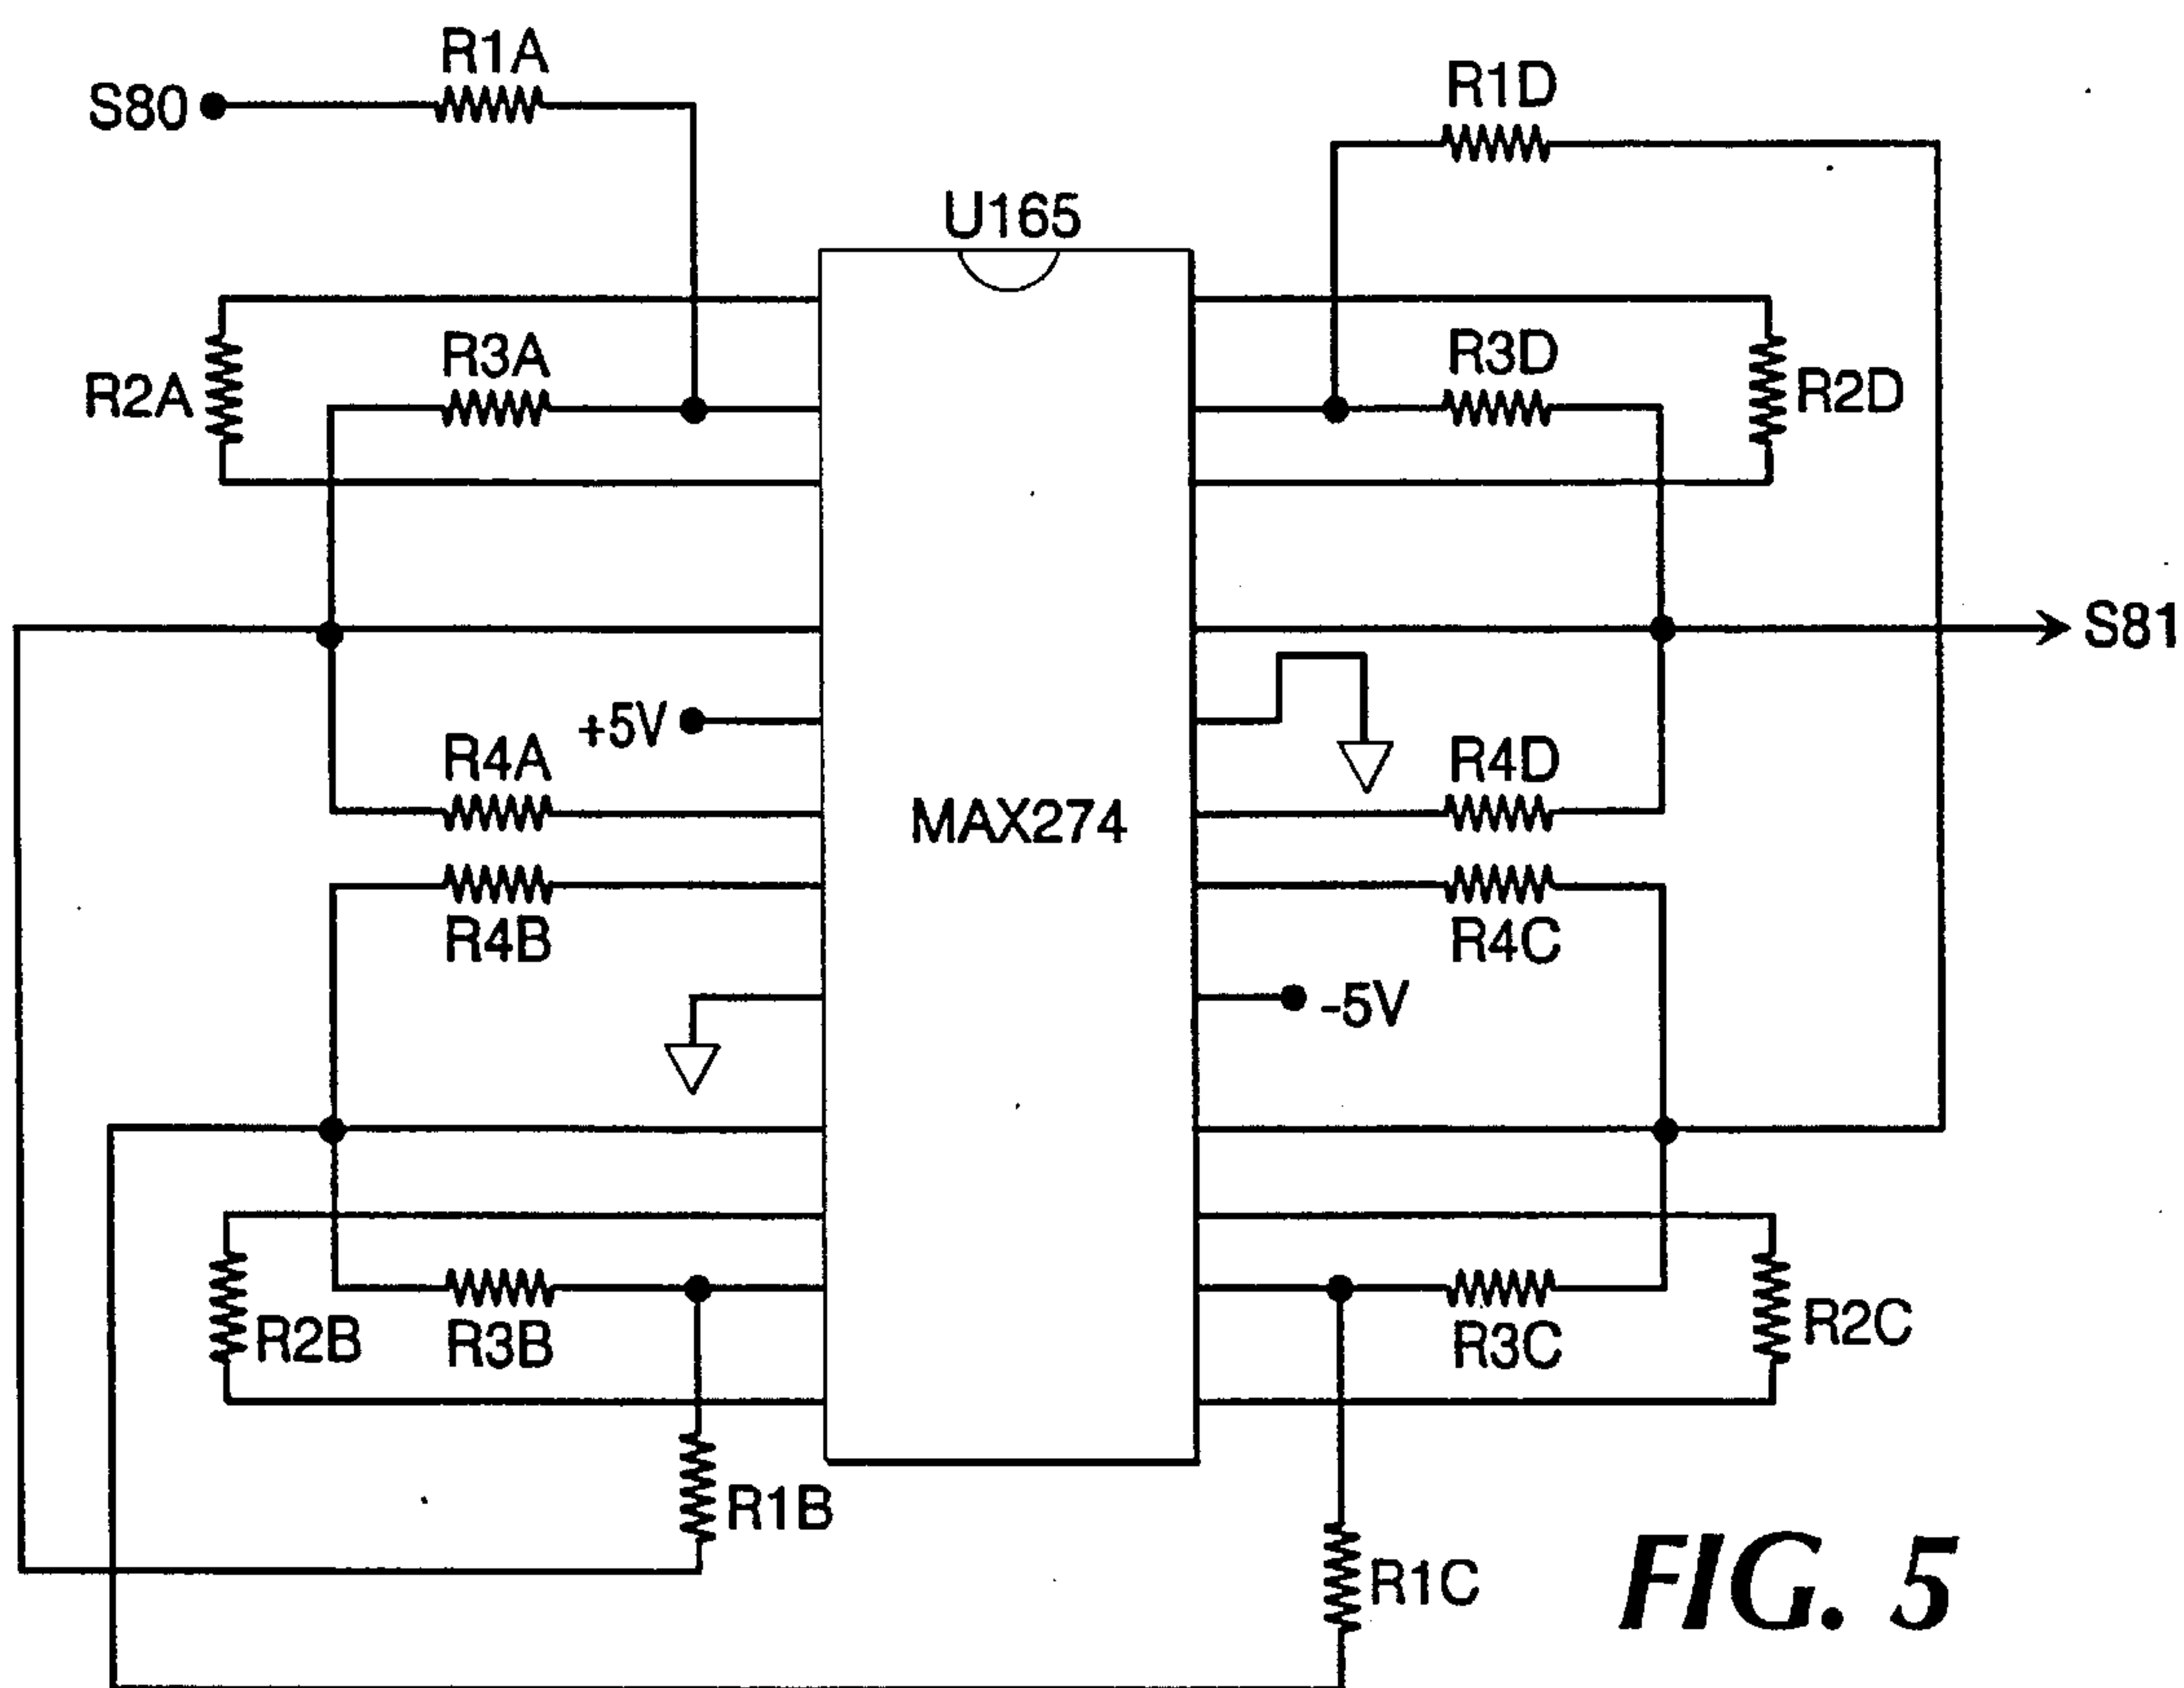 R1A
S80
R1D
U165
R3A
R3D
R2A
R2D
S81
+5V
R4A
R4D
MAX274
R4B
R4C
-5V
R2B
R3B
R3C
R2C
R1B
R1C
FIG. 5